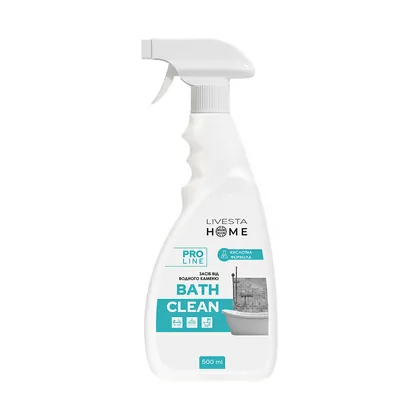 LIVESTA
HOME
PRO
LINE
КИСЛОТНА
ФОРМУЛА
ЗАСІБ ВІД
ВОДНОГО КАМЕНЮ
BATH
CLEAN
500 ml